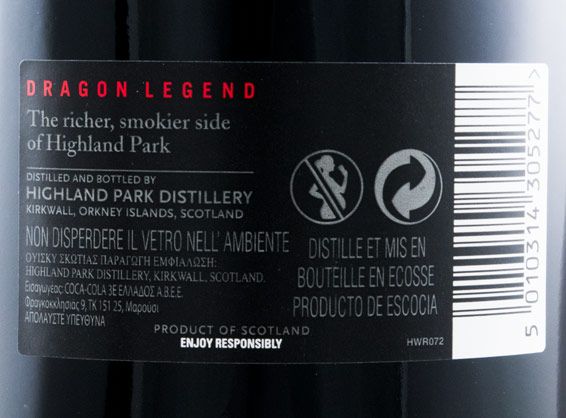 DRAGON LEGEND
The richer, smokier side
of Highland Park
DISTILLED AND BOTTLED BY
HIGHLAND PARK DISTILLERY
KIRKWALL, ORKNEY ISLANDS, SCOTLAND
NON DISPERDERE IL VETRO NELL' AMBIENTE
ΟΥΙΣΚΥ ΣΚΩΤΙΑΣ ΠΑΡΑΓΩΓΗ ΕΜΦΙΑΛΩΣΗ:
HIGHLAND PARK DISTILLERY, KIRKWALL, SCOTLAND.
Εισαγωγέας: COCA-COLA 3E ΕΛΛΑΔΟΣ Α.Β.Ε.Ε.
Φραγκοκκλησιάς 9, ΤΚ 151 25, Μαρούσι
ΑΠΟΛΑΥΣΤΕ ΥΠΕΥΘΥΝΑ
DISTILLE ET MIS EN
BOUTEILLE EN ECOSSE
PRODUCTO DE ESCOCIA
PRODUCT OF SCOTLAND
ENJOY RESPONSIBLY
HWR072
5 010314 305277 >